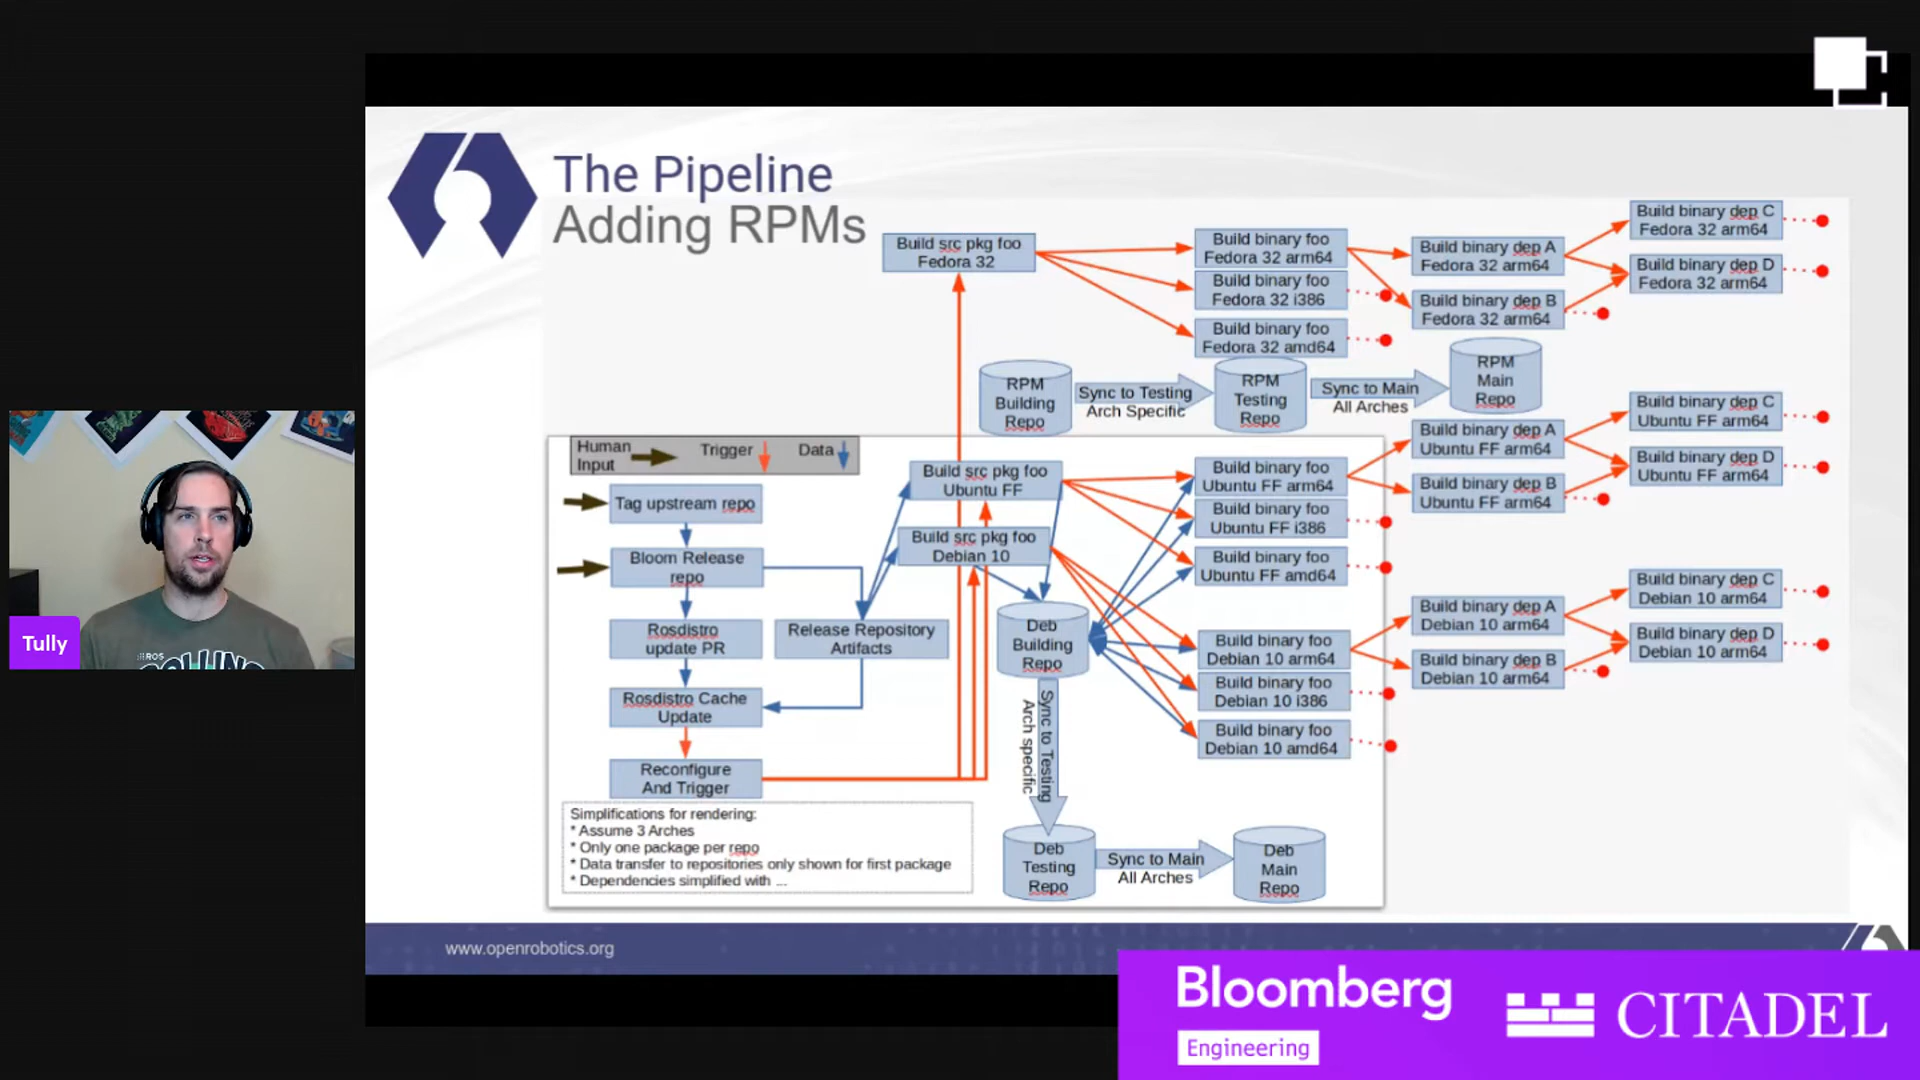 The Pipeline
Adding RPMs
Build src pkg foo
Fedora 32
Build binary foo
Fedora 32 arm64
Build binary foo
Fedora 32 i386
Build binary foo
Fedora 32 amd64
Build binary dep A
Fedora 32 arm64
Build binary dep B
Fedora 32 arm64
Build binary dep C
Fedora 32 arm64
Build binary dep D
Fedora 32 arm64
RPM
Building
Repo
Sync to Testing
Arch Specific
RPM
Testing
Repo
Sync to Main
All Arches
RPM
Main
Repo
Human
Input
Trigger
Data
Tag upstream repo
Bloom Release
repo
Rosdistro
update PR
Release Repository
Artifacts
Rosdistro Cache
Update
Reconfigure
And Trigger
Build src pkg foo
Ubuntu FF
Build src pkg foo
Debian 10
Build binary foo
Ubuntu FF arm64
Build binary foo
Ubuntu FF i386
Build binary foo
Ubuntu FF amd64
Build binary dep A
Ubuntu FF arm64
Build binary dep B
Ubuntu FF arm64
Build binary dep C
Ubuntu FF arm64
Build binary dep D
Ubuntu FF arm64
Deb
Building
Repo
Build binary foo
Debian 10 arm64
Build binary foo
Debian 10 i386
Build binary foo
Debian 10 amd64
Build binary dep A
Debian 10 arm64
Build binary dep B
Debian 10 arm64
Build binary dep C
Debian 10 arm64
Build binary dep D
Debian 10 arm64
Sync to Testing
Arch specific
Deb
Testing
Repo
Sync to Main
All Arches
Deb
Main
Repo
Simplifications for rendering:
* Assume 3 Arches
* Only one package per repo
* Data transfer to repositories only shown for first package
* Dependencies simplified with ...
www.openrobotics.org
Tully
:::ROS
Bloomberg
Engineering
CITADEL